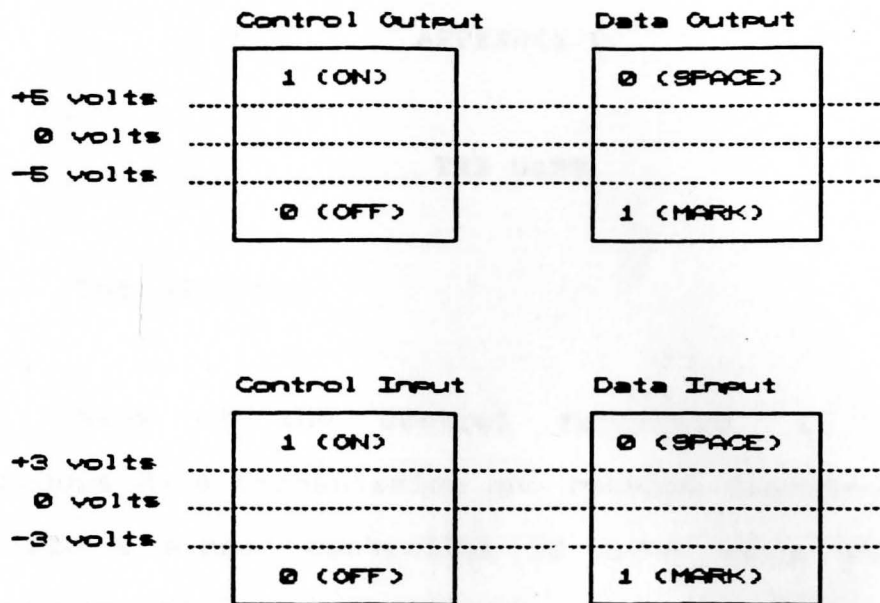 Control Output Data Output
1 (ON) 0 (SPACE)
+5 volts
0 volts
-5 volts
0 (OFF) 1 (MARK)
Control Input Data Input
1 (ON) 0 (SPACE)
+3 volts
0 volts
-3 volts
0 (OFF) 1 (MARK)